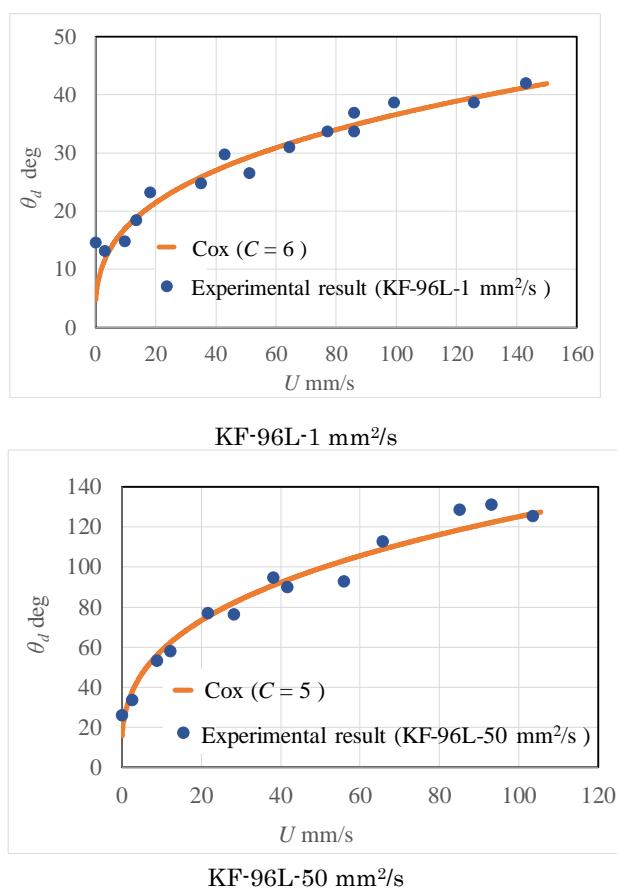 50
40
30
20
10
0
θd deg
Cox (C = 6 )
Experimental result (KF-96L-1 mm²/s )
0 20 40 60 80 100 120 140 160
U mm/s
KF-96L-1 mm²/s
140
120
100
80
60
40
20
0
θd deg
Cox (C = 5 )
Experimental result (KF-96L-50 mm²/s )
0 20 40 60 80 100 120
U mm/s
KF-96L-50 mm²/s